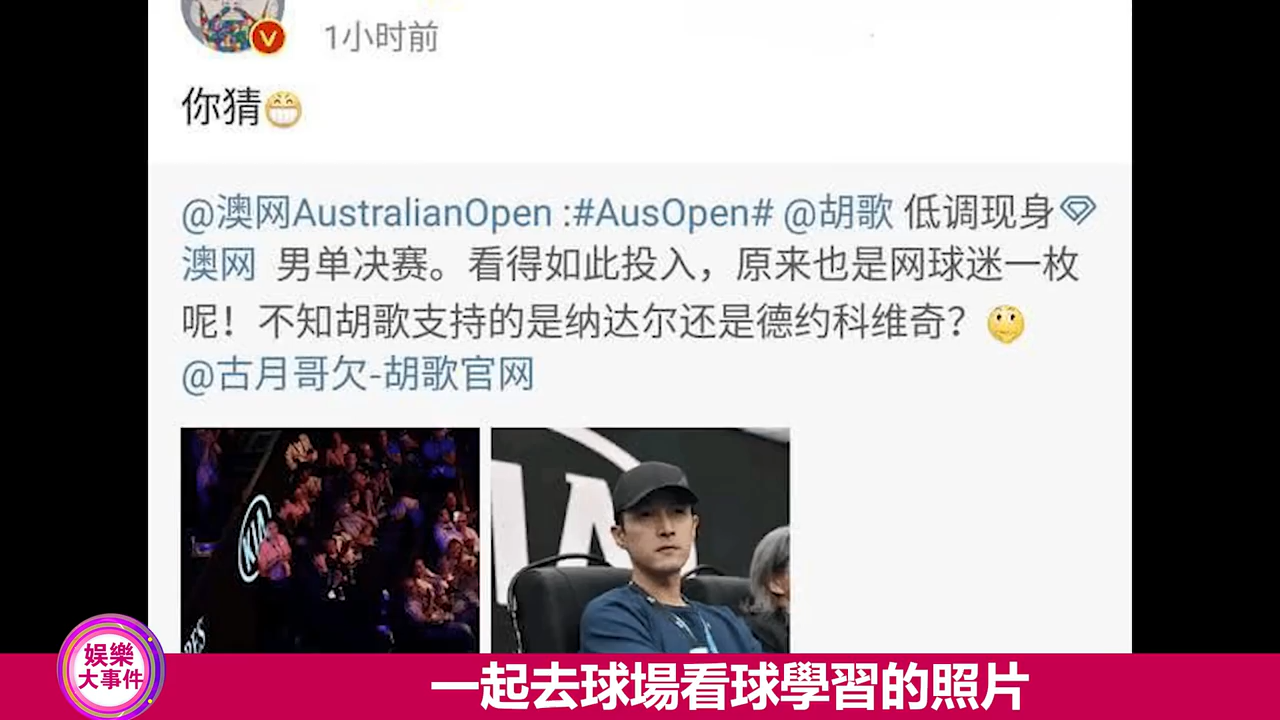 1小时前
你猜
@澳网AustralianOpen :#AusOpen# @胡歌 低调现身
澳网 男单决赛。看得如此投入，原来也是网球迷一枚
呢！不知胡歌支持的是纳达尔还是德约科维奇？
@古月哥欠-胡歌官网
KIA
娱樂
大事件
一起去球場看球學習的照片